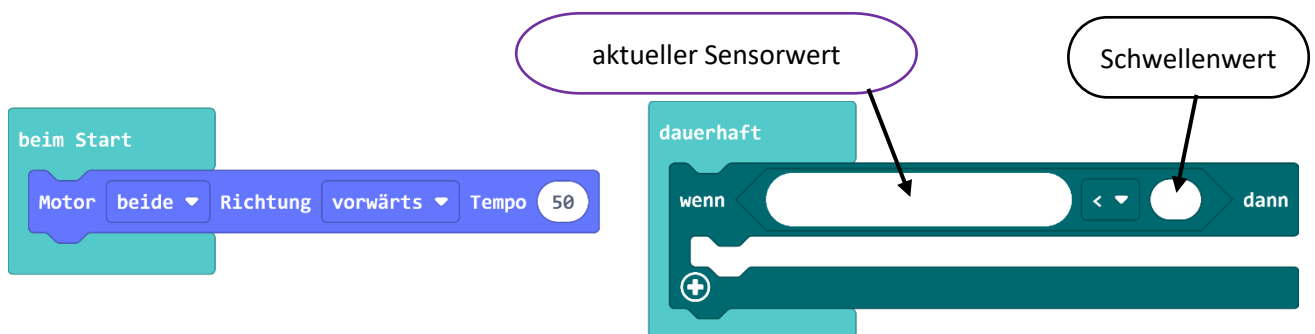 aktueller Sensorwert
Schwellenwert
beim Start
Motor beide Richtung vorwärts Tempo 50
dauerhaft
wenn < dann